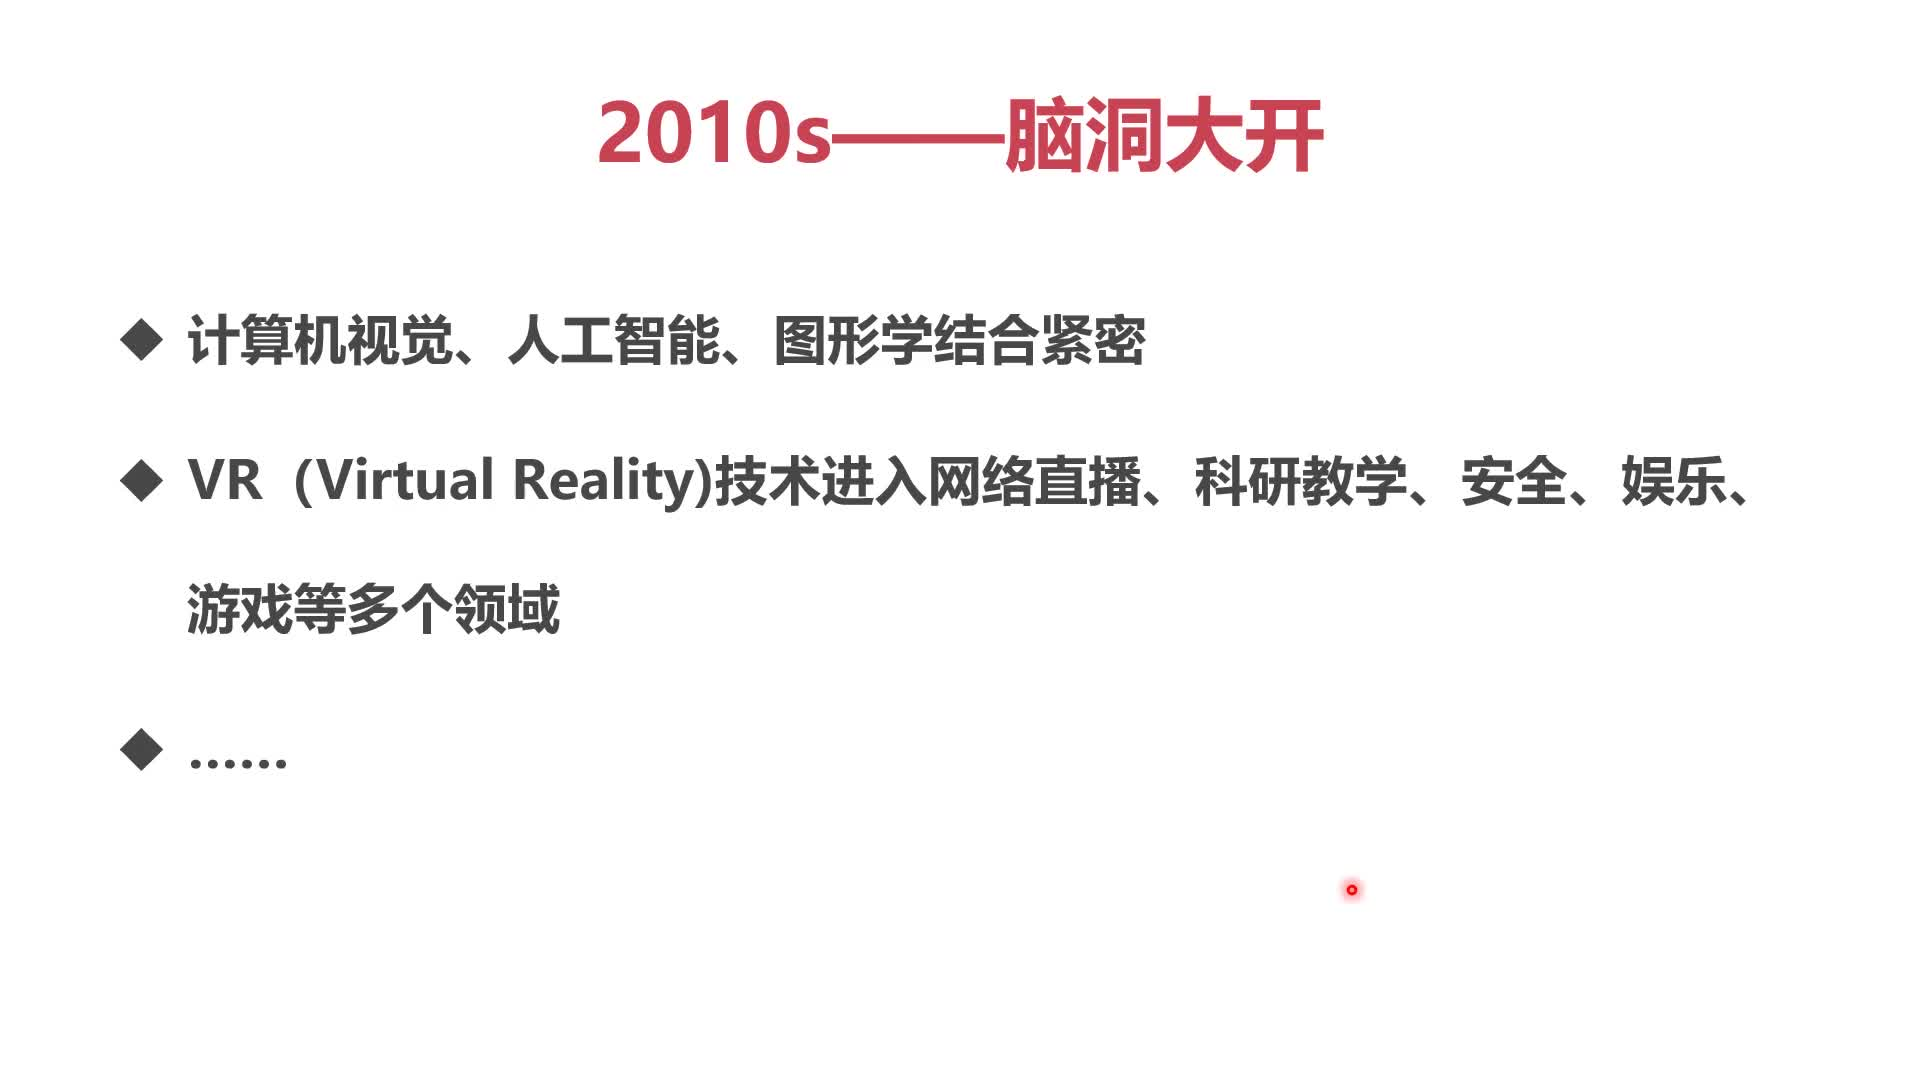 2010s——脑洞大开
◆ 计算机视觉、人工智能、图形学结合紧密
◆ VR（Virtual Reality)技术进入网络直播、科研教学、安全、娱乐、
游戏等多个领域
◆ ……